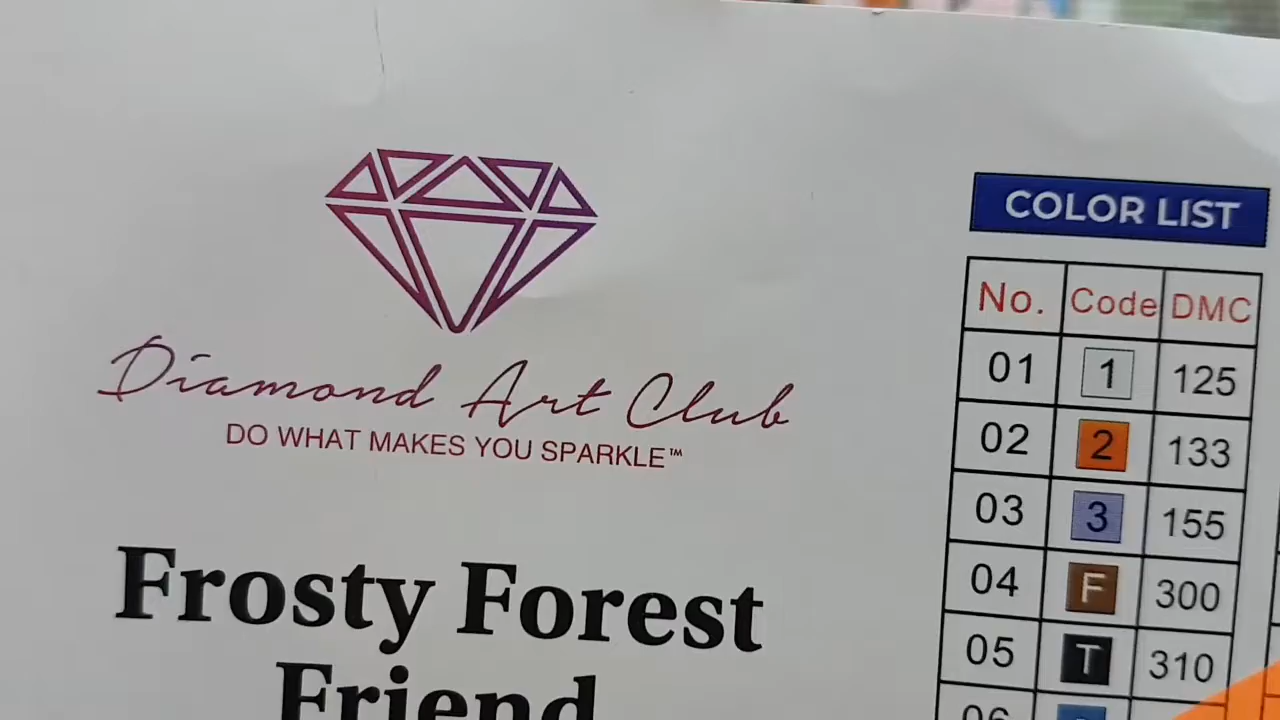 Diamond Art Club
DO WHAT MAKES YOU SPARKLE™
Frosty Forest
Friend
COLOR LIST
No. Code DMC
01 1 125
02 2 133
03 3 155
04 F 300
05 T 310
06